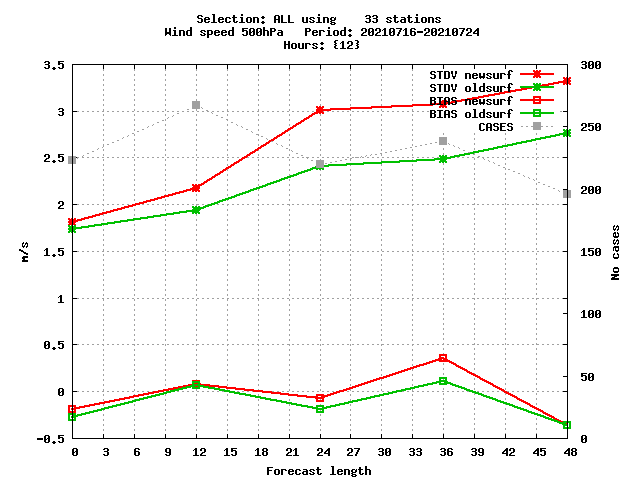 Selection: ALL using    33 stations
Wind speed 500hPa   Period: 20210716-20210724
Hours: {12}
3.5
3
2.5
2
1.5
1
0.5
0
-0.5
m/s
STDV newsurf
STDV oldsurf
BIAS newsurf
BIAS oldsurf
CASES
300
250
200
150
100
50
0
No cases
0 3 6 9 12 15 18 21 24 27 30 33 36 39 42 45 48
Forecast length